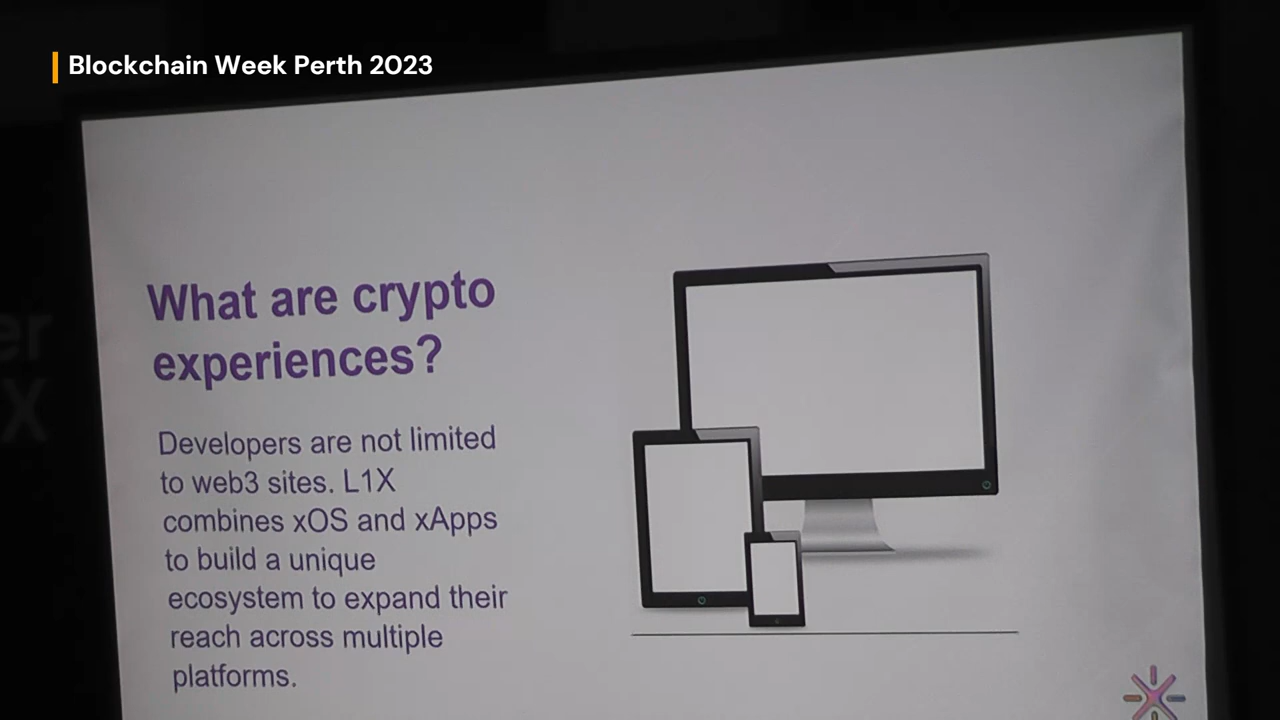 Blockchain Week Perth 2023
What are crypto
experiences?
Developers are not limited
to web3 sites. L1X
combines xOS and xApps
to build a unique
ecosystem to expand their
reach across multiple
platforms.
er
X